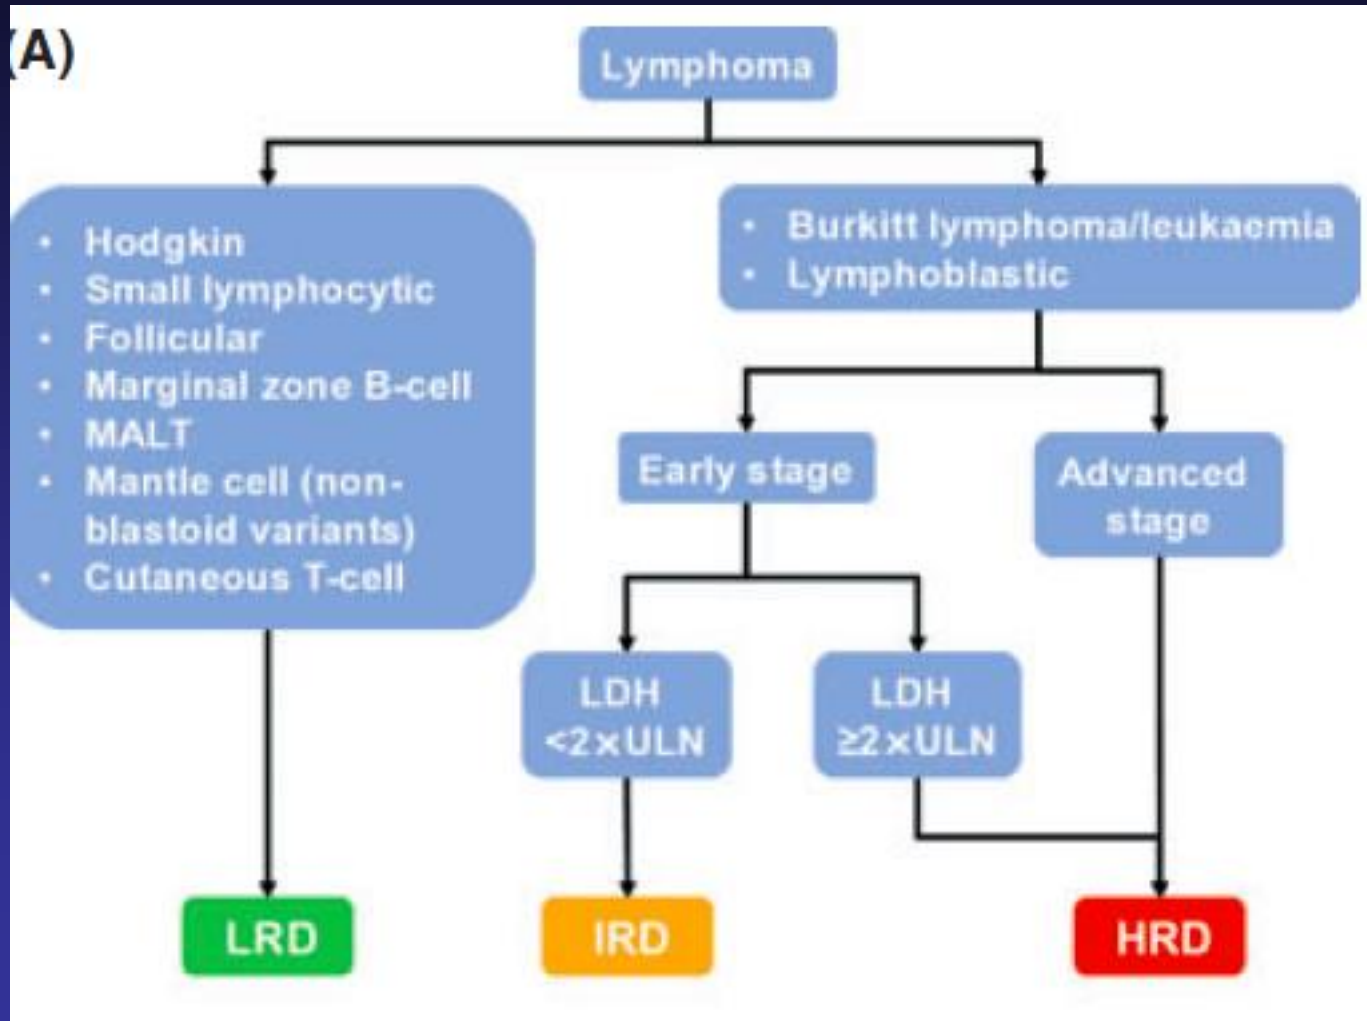 (A)
Lymphoma
• Hodgkin
• Small lymphocytic
• Follicular
• Marginal zone B-cell
• MALT
• Mantle cell (non-
blastoid variants)
• Cutaneous T-cell
• Burkitt lymphoma/leukaemia
• Lymphoblastic
Early stage
Advanced
stage
LDH
<2×ULN
LDH
≥2×ULN
LRD
IRD
HRD